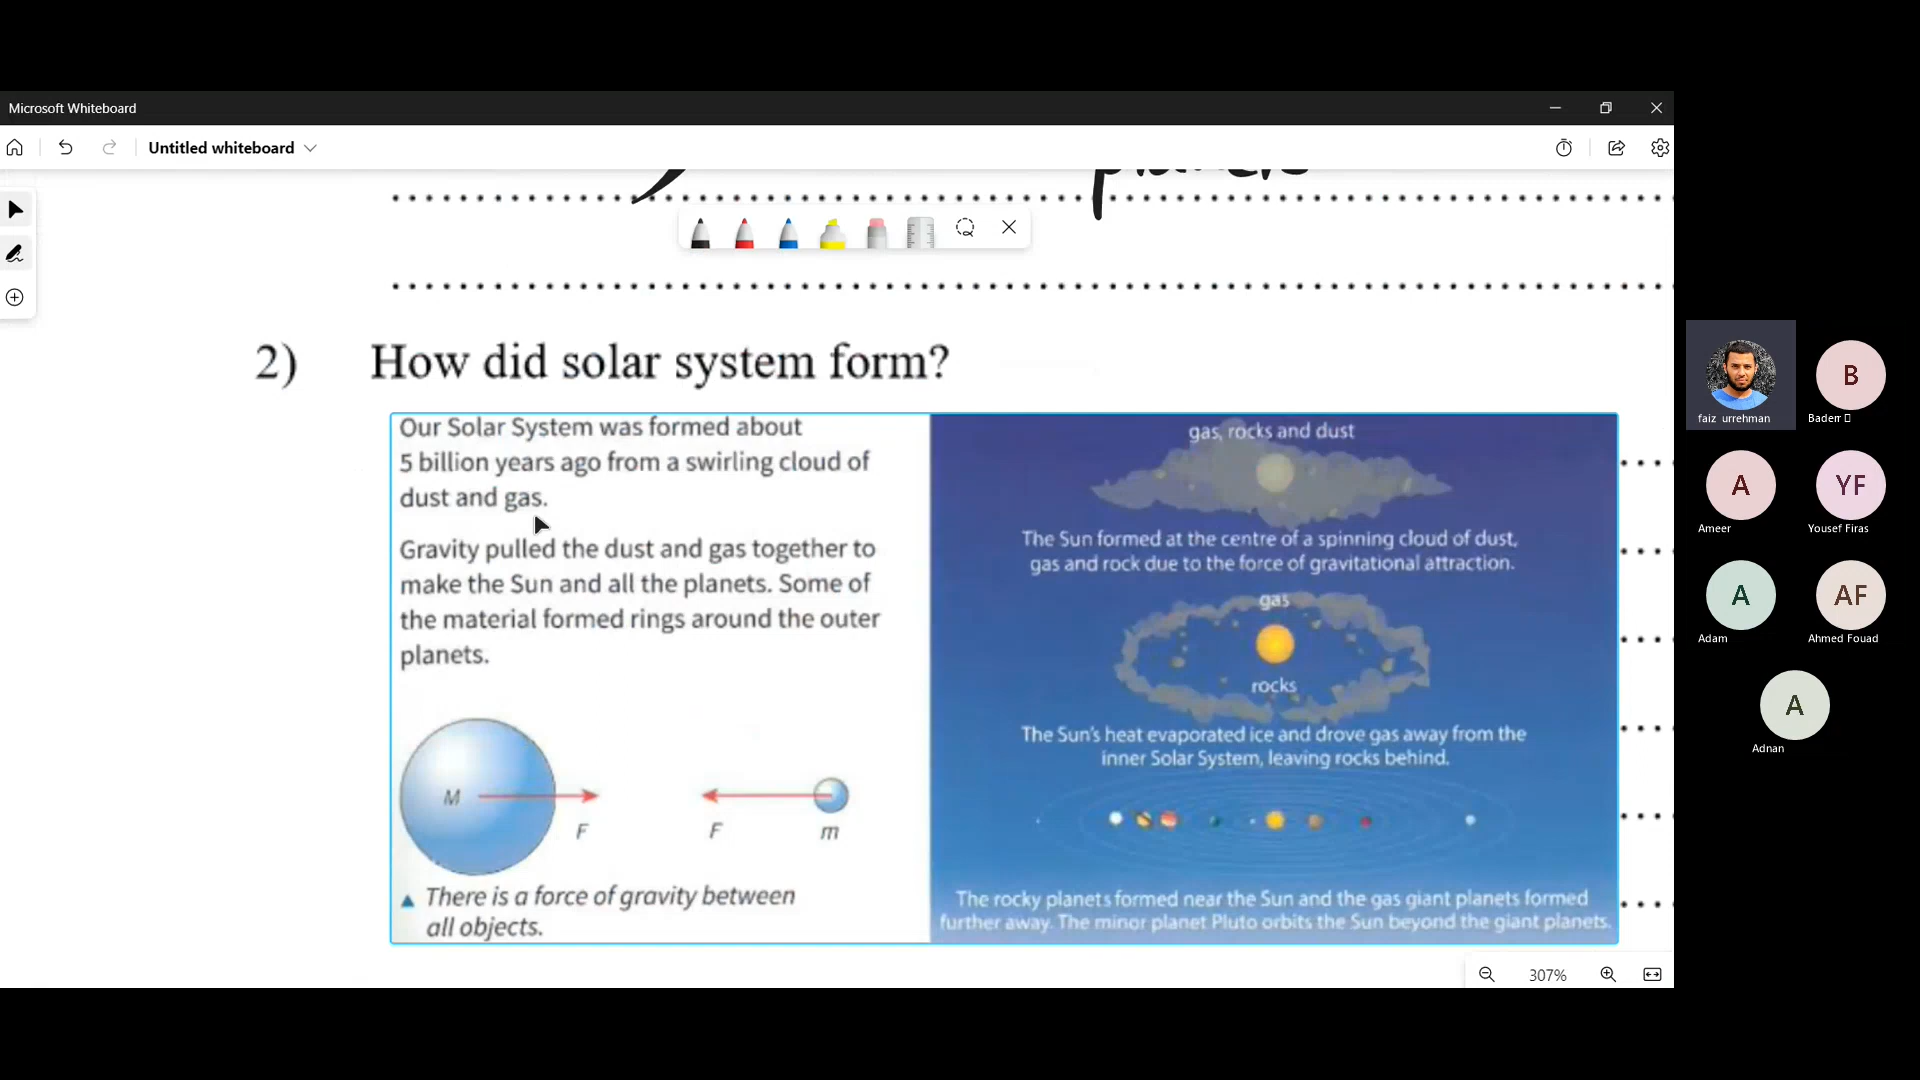 Microsoft Whiteboard
Untitled whiteboard
2) How did solar system form?
Our Solar System was formed about
5 billion years ago from a swirling cloud of
dust and gas.
Gravity pulled the dust and gas together to
make the Sun and all the planets. Some of
the material formed rings around the outer
planets.
M
F
F
m
There is a force of gravity between
all objects.
gas, rocks and dust
The Sun formed at the centre of a spinning cloud of dust,
gas and rock due to the force of gravitational attraction.
gas
rocks
The Sun's heat evaporated ice and drove gas away from the
inner Solar System, leaving rocks behind.
The rocky planets formed near the Sun and the gas giant planets formed
further away. The minor planet Pluto orbits the Sun beyond the giant planets.
307%
faiz urrehman
B
Baderr
A
Ameer
YF
Yousef Firas
A
Adam
AF
Ahmed Fouad
A
Adnan